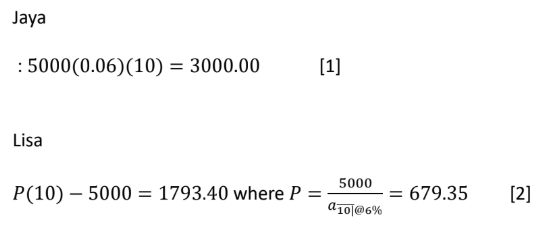 Jaya
: 5000(0.06)(10) = 3000.00 [1]
Lisa
P(10) − 5000 = 1793.40 where P = 5000 / a_{\overline{10|}@6%} = 679.35 [2]